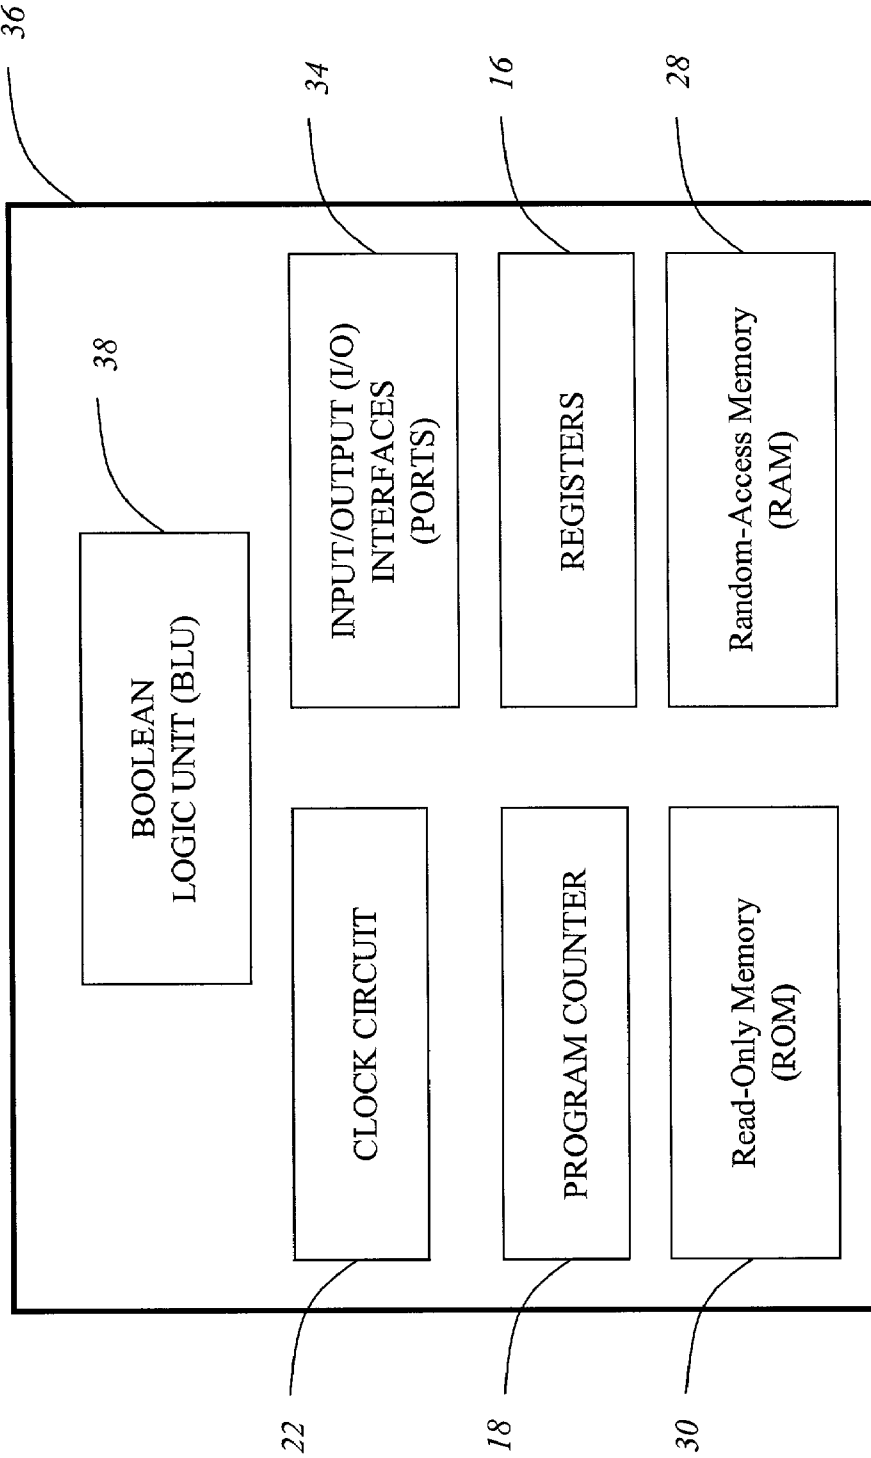 36
BOOLEAN
LOGIC UNIT (BLU)
38
22
CLOCK CIRCUIT
INPUT/OUTPUT (I/O)
INTERFACES
(PORTS)
34
18
PROGRAM COUNTER
REGISTERS
16
30
Read-Only Memory
(ROM)
Random-Access Memory
(RAM)
28